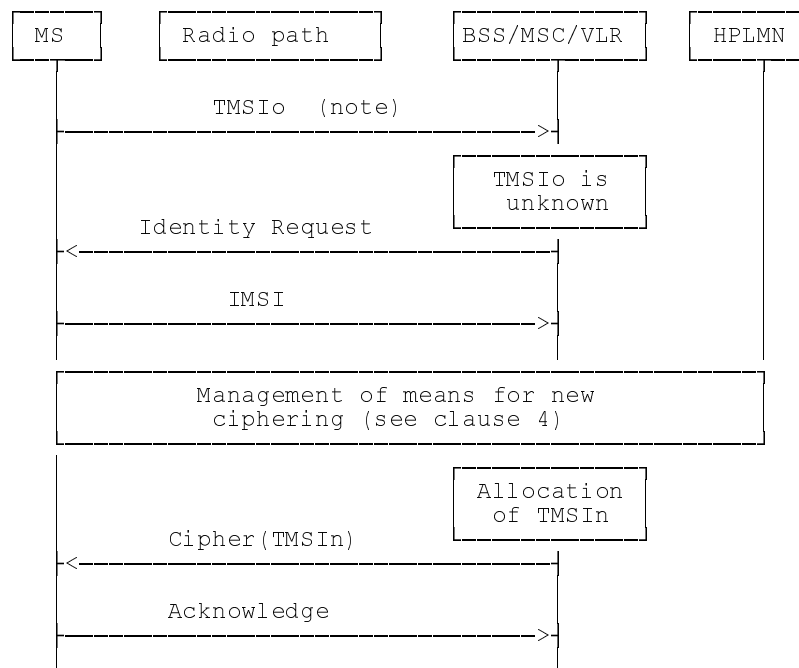 MS
Radio path
BSS/MSC/VLR
HPLMN
TMSIo (note)
TMSIo is
unknown
Identity Request
IMSI
Management of means for new
ciphering (see clause 4)
Allocation
of TMSIn
Cipher(TMSIn)
Acknowledge